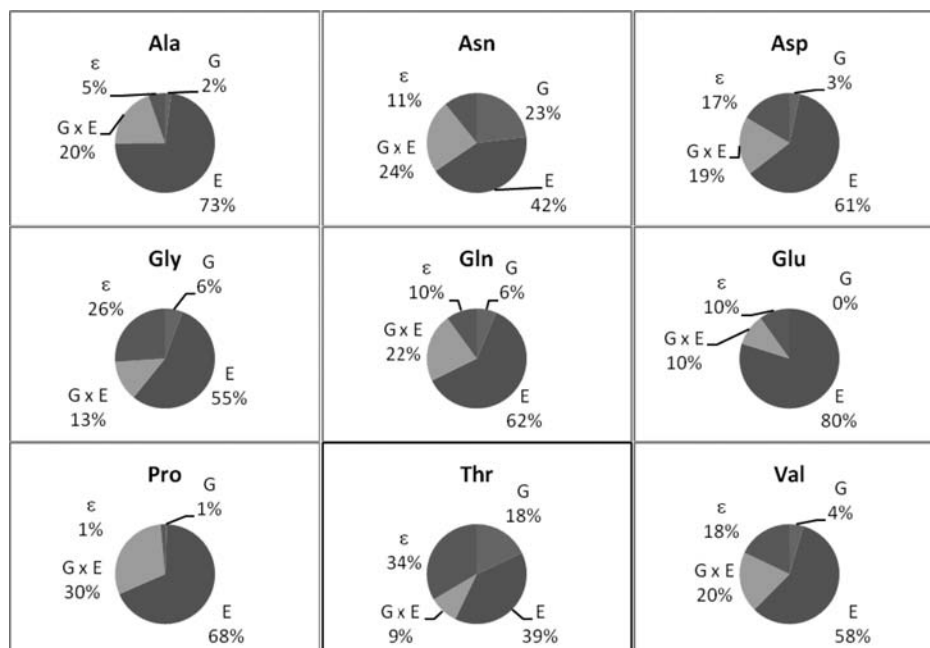 Ala
ε
5%
G
2%
G x E
20%
E
73%
Asn
ε
11%
G
23%
G x E
24%
E
42%
Asp
ε
17%
G
3%
G x E
19%
E
61%
Gly
ε
26%
G
6%
G x E
13%
E
55%
Gln
ε
10%
G
6%
G x E
22%
E
62%
Glu
ε
10%
G
0%
G x E
10%
E
80%
Pro
ε
1%
G
1%
G x E
30%
E
68%
Thr
ε
34%
G
18%
G x E
9%
E
39%
Val
ε
18%
G
4%
G x E
20%
E
58%